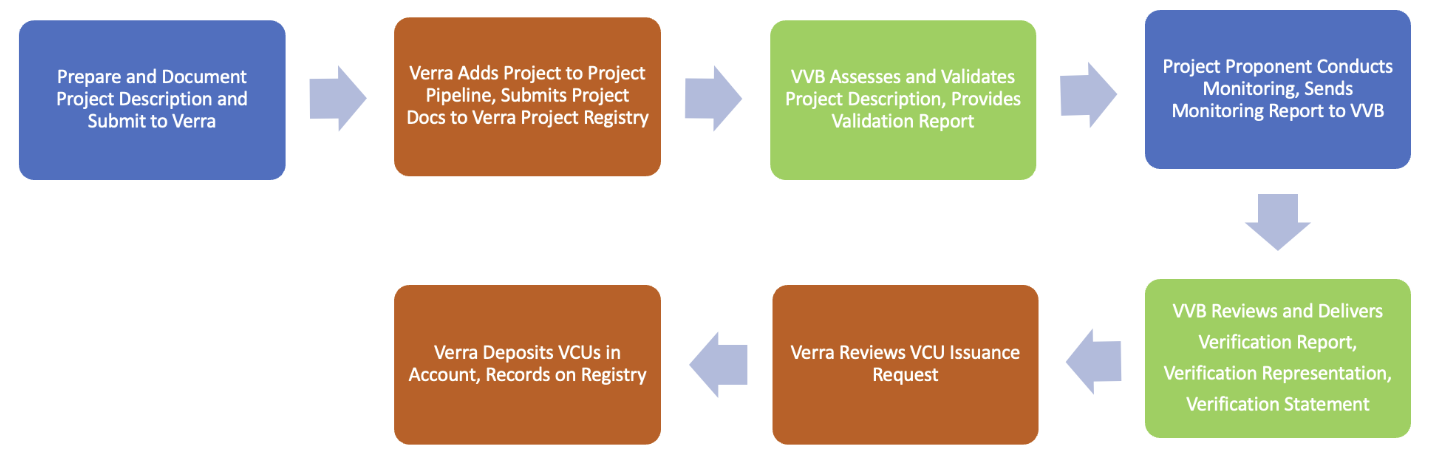 Prepare and Document
Project Description and
Submit to Verra
Verra Adds Project to Project
Pipeline, Submits Project
Docs to Verra Project Registry
VVB Assesses and Validates
Project Description, Provides
Validation Report
Project Proponent Conducts
Monitoring, Sends
Monitoring Report to VVB
VVB Reviews and Delivers
Verification Report,
Verification Representation,
Verification Statement
Verra Reviews VCU Issuance
Request
Verra Deposits VCUs in
Account, Records on Registry